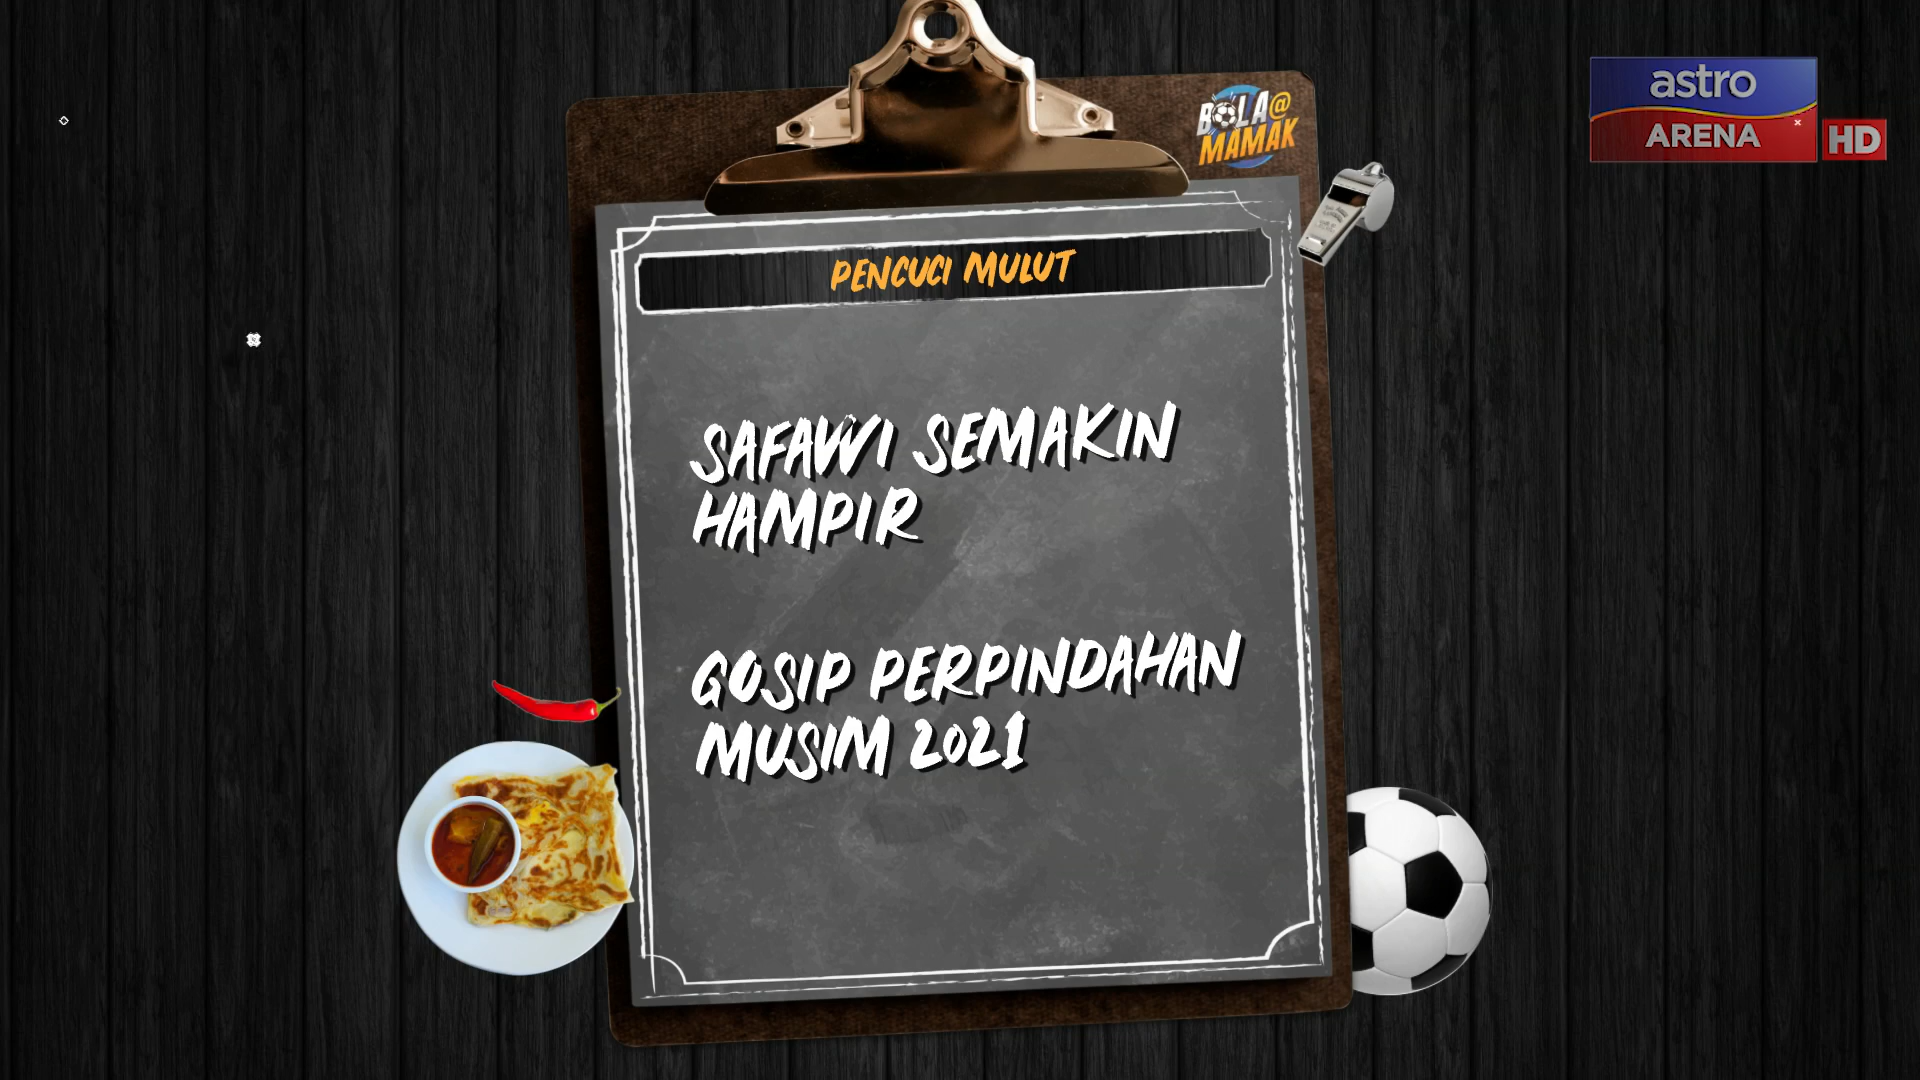 BOLA@
MAMAK
astro
ARENA
HD
PENCUCI MULUT
SAFAWI SEMAKIN
HAMPIR
GOSIP PERPINDAHAN
MUSIM 2021